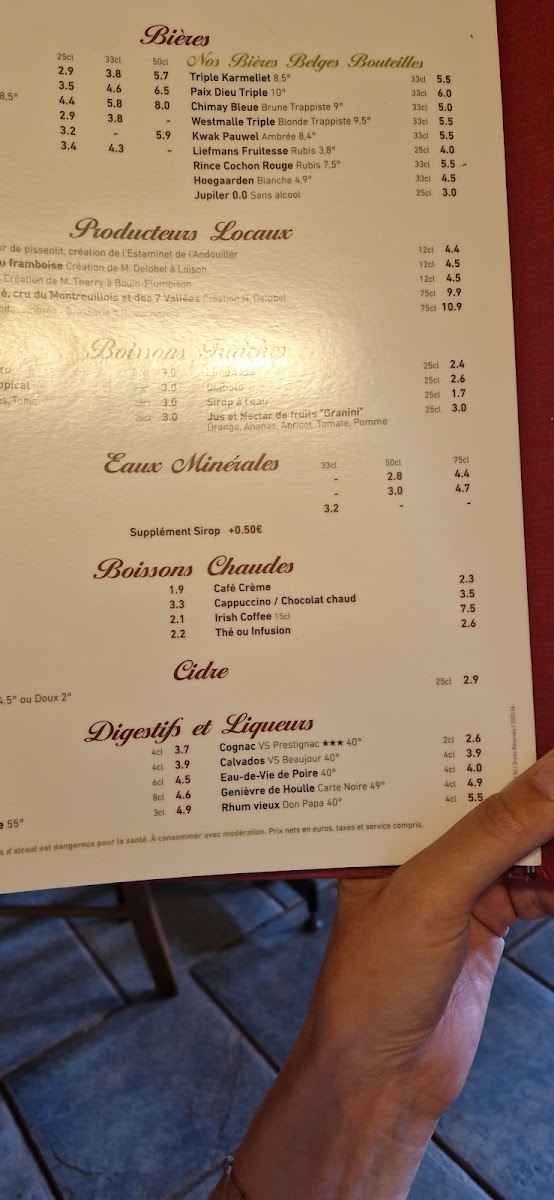 Bières
25cl 33cl 50cl Nos Bières Belges Bouteilles
2.9 3.8 5.7 Triple Karmeliet 8,5° 33cl 5.5
8,5° 3.5 4.6 6.5 Paix Dieu Triple 10° 33cl 6.0
4.4 5.8 8.0 Chimay Bleue Brune Trappiste 9° 33cl 5.0
2.9 3.8 - Westmalle Triple Blonde Trappiste 9,5° 33cl 5.5
3.2 - 5.9 Kwak Pauwel Ambrée 8,4° 33cl 5.5
3.4 4.3 - Liefmans Fruitesse Rubis 3,8° 25cl 4.0
Rince Cochon Rouge Rubis 7,5° 33cl 5.5 -
Hoegaarden Blanche 4,9° 33cl 4.5
Jupiler 0.0 Sans alcool 25cl 3.0
Producteurs Locaux
de pissenlit, création de l'Estaminet de l'Andouiller 12cl 4.4
framboise Création de M. Delobel à Loison 12cl 4.5
Création de M. Therry à Bouin-Plumoison 12cl 4.5
cru du Montreuillois et des 7 Vallées Création H. Delobel 75cl 9.9
75cl 10.9
Boissons Fraîches
3.0 Limonade 25cl 2.4
3.0 Diabolo 25cl 2.6
Tonic 25cl 3.0 Sirop à l'eau 25cl 1.7
25cl 3.0 Jus et Nectar de fruits "Granini" 25cl 3.0
Orange, Ananas, Abricot, Tomate, Pomme
Eaux Minérales 33cl 50cl 75cl
- 2.8 4.4
- 3.0 4.7
3.2 - -
Supplément Sirop +0.50€
Boissons Chaudes
1.9 Café Crème 2.3
3.3 Cappuccino / Chocolat chaud 3.5
2.1 Irish Coffee 15cl 7.5
2.2 Thé ou Infusion 2.6
Cidre
4,5° ou Doux 2° 25cl 2.9
Digestifs et Liqueurs
4cl 3.7 Cognac VS Prestignac ★★★ 40° 2cl 2.6
4cl 3.9 Calvados VS Beaujour 40° 4cl 3.9
6cl 4.5 Eau-de-Vie de Poire 40° 4cl 4.0
8cl 4.6 Genièvre de Houlle Carte Noire 49° 4cl 4.9
55° 3cl 4.9 Rhum vieux Don Papa 40° 4cl 5.5
d'alcool est dangereux pour la santé. À consommer avec modération. Prix nets en euros, taxes et service compris.